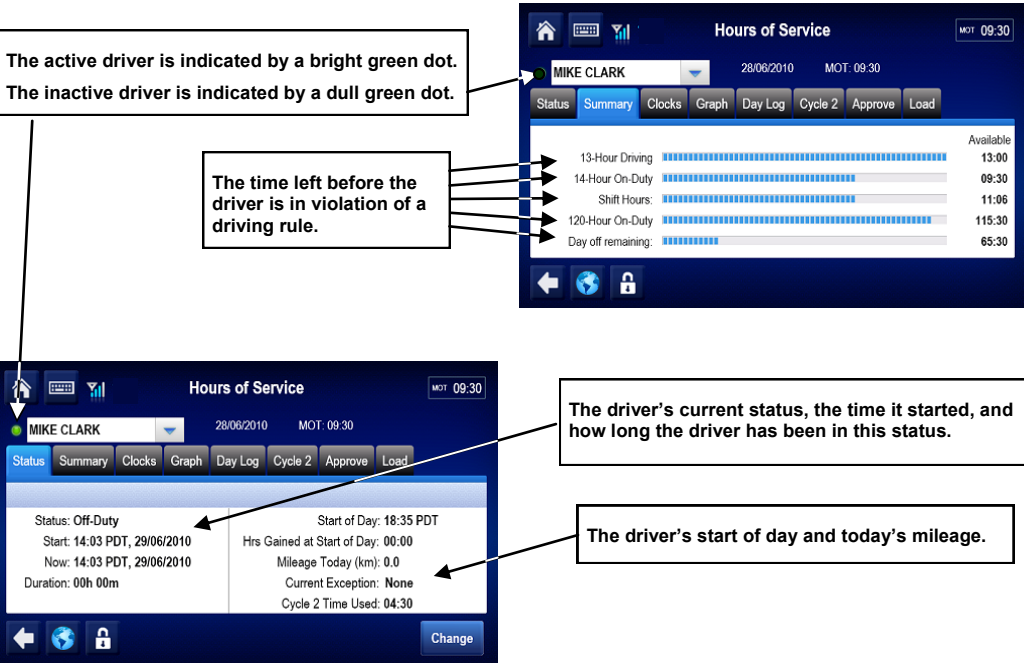 The active driver is indicated by a bright green dot.
The inactive driver is indicated by a dull green dot.
Hours of Service
MOT 09:30
MIKE CLARK
28/06/2010 MOT: 09:30
Status Summary Clocks Graph Day Log Cycle 2 Approve Load
Available
13-Hour Driving 13:00
14-Hour On-Duty 09:30
Shift Hours: 11:06
120-Hour On-Duty 115:30
Day off remaining: 65:30
The time left before the
driver is in violation of a
driving rule.
Hours of Service
MOT 09:30
MIKE CLARK
28/06/2010 MOT: 09:30
Status Summary Clocks Graph Day Log Cycle 2 Approve Load
Status: Off-Duty
Start: 14:03 PDT, 29/06/2010
Now: 14:03 PDT, 29/06/2010
Duration: 00h 00m
Start of Day: 18:35 PDT
Hrs Gained at Start of Day: 00:00
Mileage Today (km): 0.0
Current Exception: None
Cycle 2 Time Used: 04:30
Change
The driver's current status, the time it started, and
how long the driver has been in this status.
The driver's start of day and today's mileage.